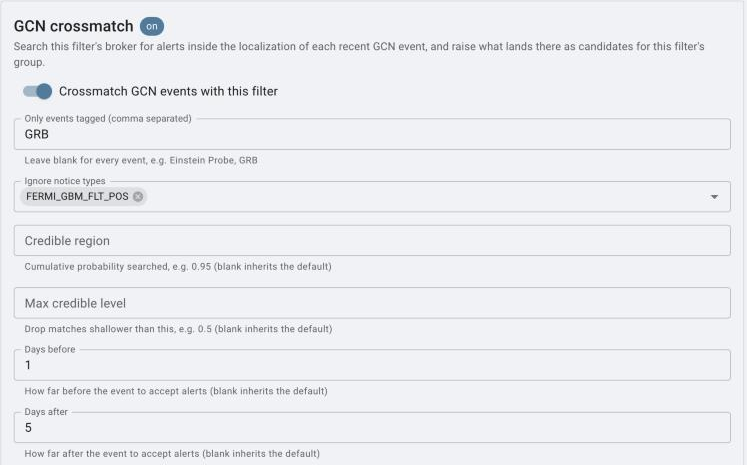 GCN crossmatch on
Search this filter's broker for alerts inside the localization of each recent GCN event, and raise what lands there as candidates for this filter's
group.
Crossmatch GCN events with this filter
Only events tagged (comma separated)
GRB
Leave blank for every event, e.g. Einstein Probe, GRB
Ignore notice types
FERMI_GBM_FLT_POS
Credible region
Cumulative probability searched, e.g. 0.95 (blank inherits the default)
Max credible level
Drop matches shallower than this, e.g. 0.5 (blank inherits the default)
Days before
1
How far before the event to accept alerts (blank inherits the default)
Days after
5
How far after the event to accept alerts (blank inherits the default)